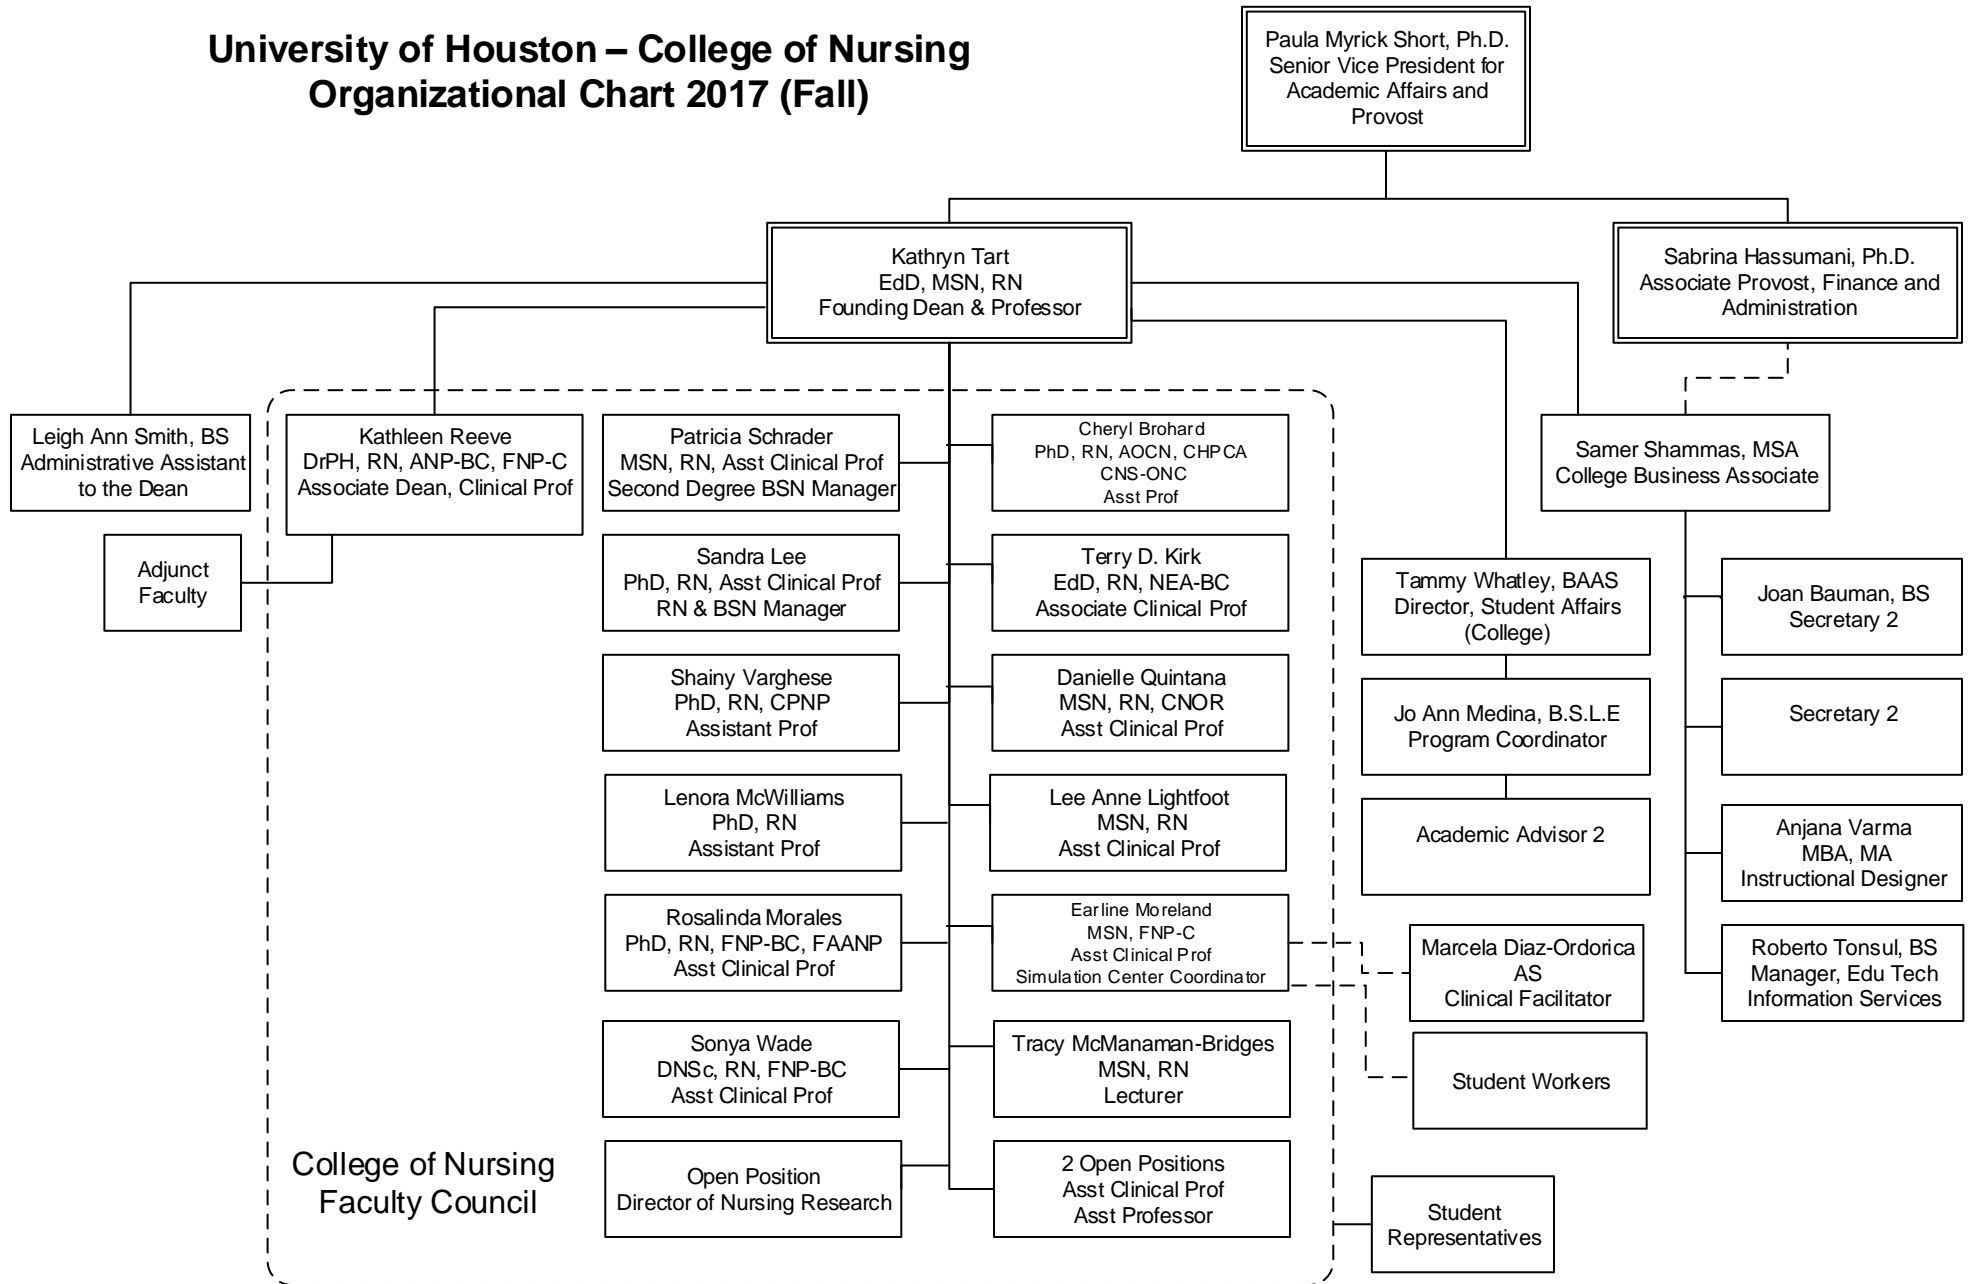 University of Houston – College of Nursing
Organizational Chart 2017 (Fall)
Paula Myrick Short, Ph.D.
Senior Vice President for
Academic Affairs and
Provost
Kathryn Tart
EdD, MSN, RN
Founding Dean & Professor
Sabrina Hassumani, Ph.D.
Associate Provost, Finance and
Administration
Leigh Ann Smith, BS
Administrative Assistant
to the Dean
Kathleen Reeve
DrPH, RN, ANP-BC, FNP-C
Associate Dean, Clinical Prof
Patricia Schrader
MSN, RN, Asst Clinical Prof
Second Degree BSN Manager
Cheryl Brohard
PhD, RN, AOCN, CHPCA
CNS-ONC
Asst Prof
Samer Shammas, MSA
College Business Associate
Adjunct
Faculty
Sandra Lee
PhD, RN, Asst Clinical Prof
RN & BSN Manager
Terry D. Kirk
EdD, RN, NEA-BC
Associate Clinical Prof
Tammy Whatley, BAAS
Director, Student Affairs
(College)
Joan Bauman, BS
Secretary 2
Shainy Varghese
PhD, RN, CPNP
Assistant Prof
Danielle Quintana
MSN, RN, CNOR
Asst Clinical Prof
Jo Ann Medina, B.S.L.E
Program Coordinator
Secretary 2
Lenora McWilliams
PhD, RN
Assistant Prof
Lee Anne Lightfoot
MSN, RN
Asst Clinical Prof
Academic Advisor 2
Anjana Varma
MBA, MA
Instructional Designer
Rosalinda Morales
PhD, RN, FNP-BC, FAANP
Asst Clinical Prof
Earline Moreland
MSN, FNP-C
Asst Clinical Prof
Simulation Center Coordinator
Marcela Diaz-Ordorica
AS
Clinical Facilitator
Roberto Tonsul, BS
Manager, Edu Tech
Information Services
Sonya Wade
DNSc, RN, FNP-BC
Asst Clinical Prof
Tracy McManaman-Bridges
MSN, RN
Lecturer
Student Workers
College of Nursing
Faculty Council
Open Position
Director of Nursing Research
2 Open Positions
Asst Clinical Prof
Asst Professor
Student
Representatives